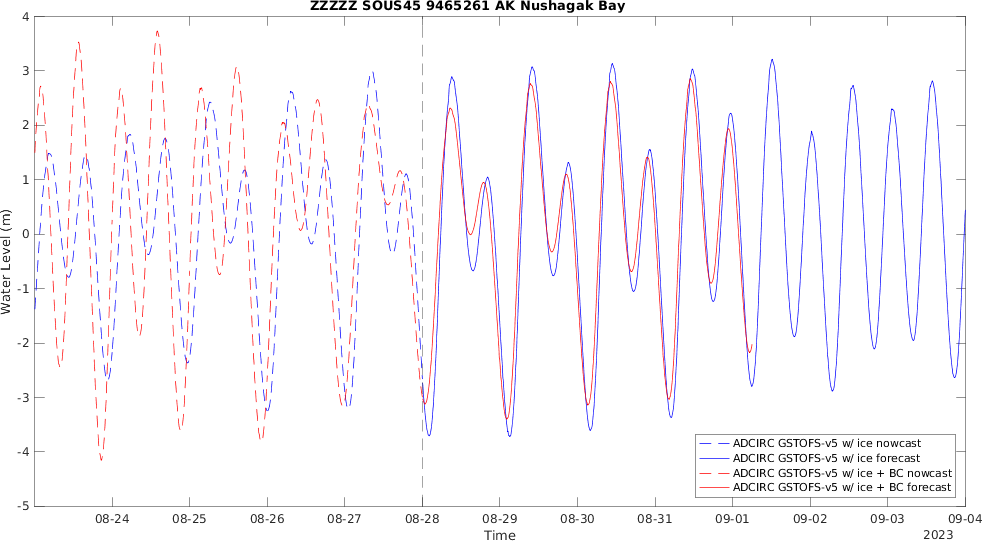 ZZZZZ SOUS45 9465261 AK Nushagak Bay
4
3
2
1
0
-1
-2
-3
-4
-5
Water Level (m)
ADCIRC GSTOFS-v5 w/ ice nowcast
ADCIRC GSTOFS-v5 w/ ice forecast
ADCIRC GSTOFS-v5 w/ ice + BC nowcast
ADCIRC GSTOFS-v5 w/ ice + BC forecast
08-24 08-25 08-26 08-27 08-28 08-29 08-30 08-31 09-01 09-02 09-03 09-04
Time
2023